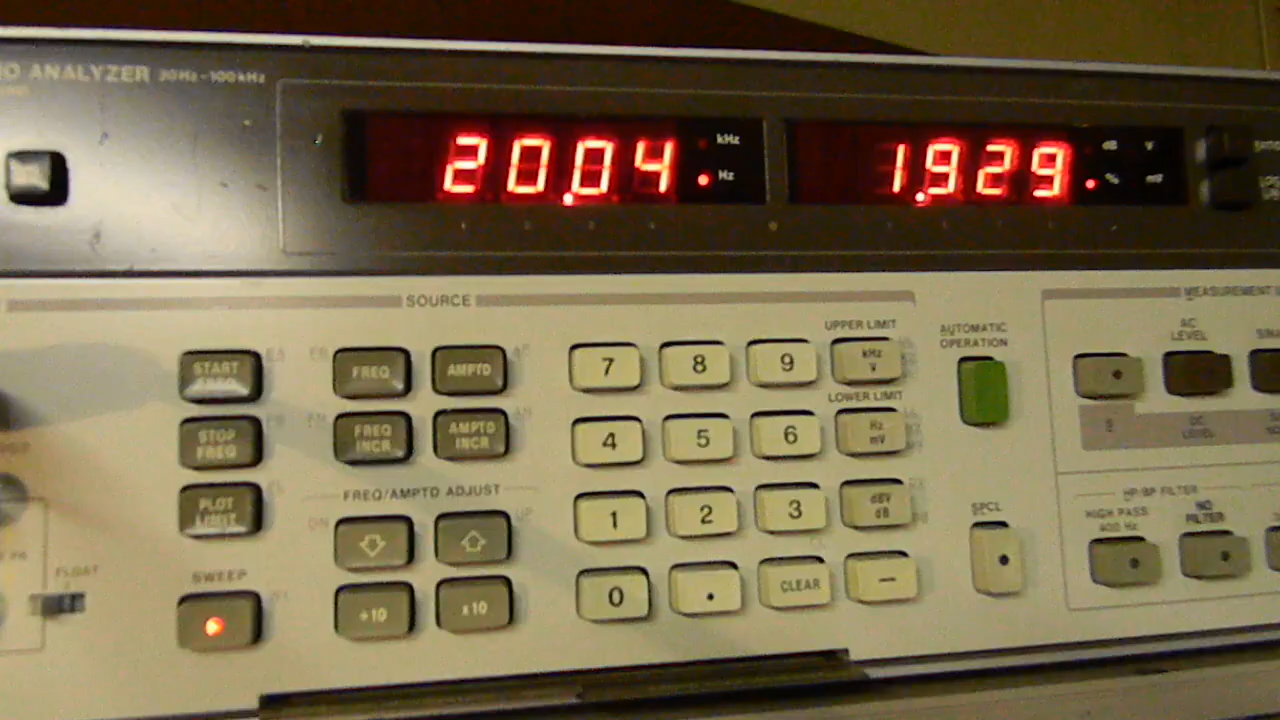 O ANALYZER 20Hz-100kHz
20.04 kHz Hz
1.929 dB V % mV
SOURCE
MEASUREMENT
START FREQ
FREQ
AMPTD
7 8 9
UPPER LIMIT
kHz V
AUTOMATIC OPERATION
AC LEVEL
STOP FREQ
FREQ INCR
AMPTD INCR
4 5 6
LOWER LIMIT
Hz mV
DC LEVEL
PLOT LIMIT
FREQ/AMPTD ADJUST
1 2 3
dBV dB
SPCL
HP/BP FILTER
HIGH PASS 400 Hz
NO FILTER
FLOAT
SWEEP
÷10
x10
0 . CLEAR −